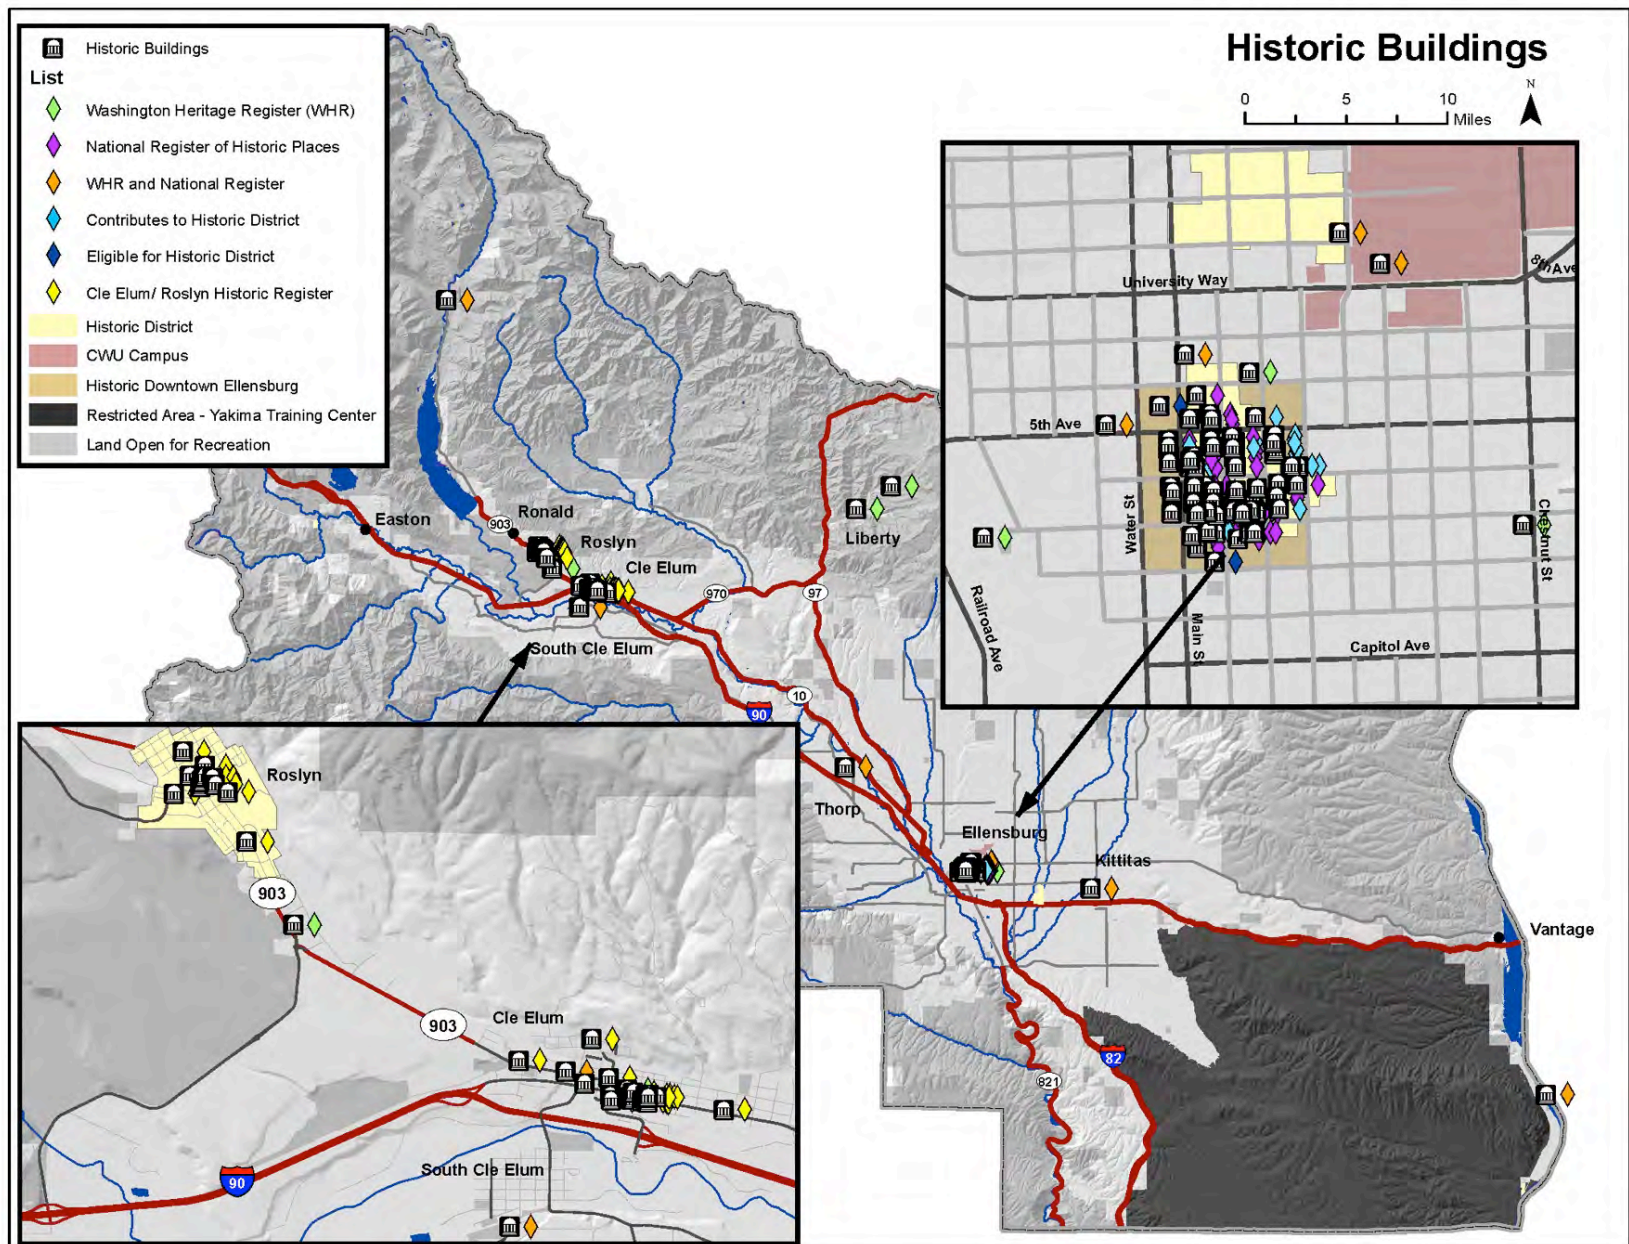 Historic Buildings
List
Washington Heritage Register (WHR)
National Register of Historic Places
WHR and National Register
Contributes to Historic District
Eligible for Historic District
Cle Elum/ Roslyn Historic Register
Historic District
CWU Campus
Historic Downtown Ellensburg
Restricted Area - Yakima Training Center
Land Open for Recreation
Historic Buildings
0 5 10
Miles
N
University Way
8th Ave
5th Ave
Water St
Main St
Chestnut St
Railroad Ave
Capitol Ave
Easton
903
Ronald
Roslyn
Cle Elum
Liberty
970
97
South Cle Elum
10
90
Thorp
Ellensburg
Kittitas
Vantage
82
821
Roslyn
903
903
Cle Elum
South Cle Elum
90